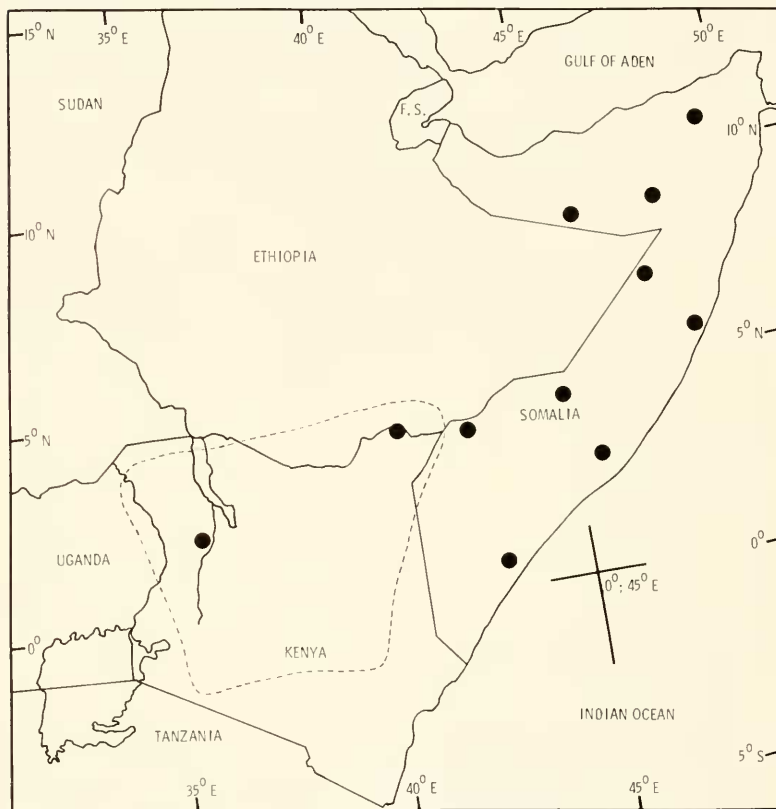 15° N
35° E
40° E
45° E
50° E
GULF OF ADEN
SUDAN
F. S.
10° N
10° N
ETHIOPIA
5° N
SOMALIA
5° N
0°
UGANDA
0°; 45° E
0°
KENYA
INDIAN OCEAN
TANZANIA
5° S
35° E
40° E
45° E